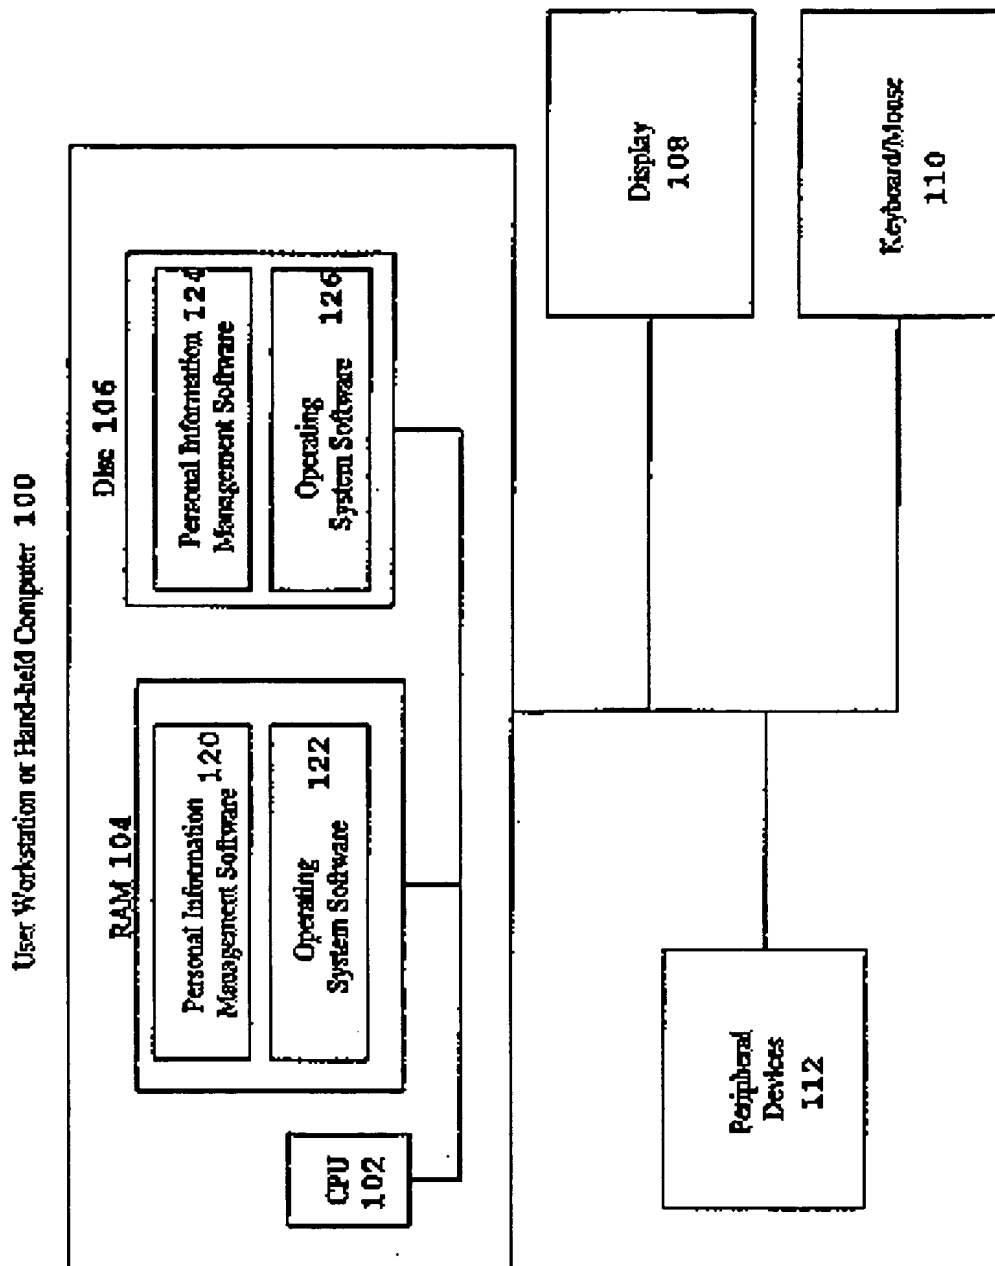 User Workstation or Hand-held Computer 100
RAM 104
Personal Information 120
Management Software
Operating 122
System Software
Disc 106
Personal Information 124
Management Software
Operating 126
System Software
CPU
102
Peripheral
Devices
112
Display
108
Keyboard/Mouse
110